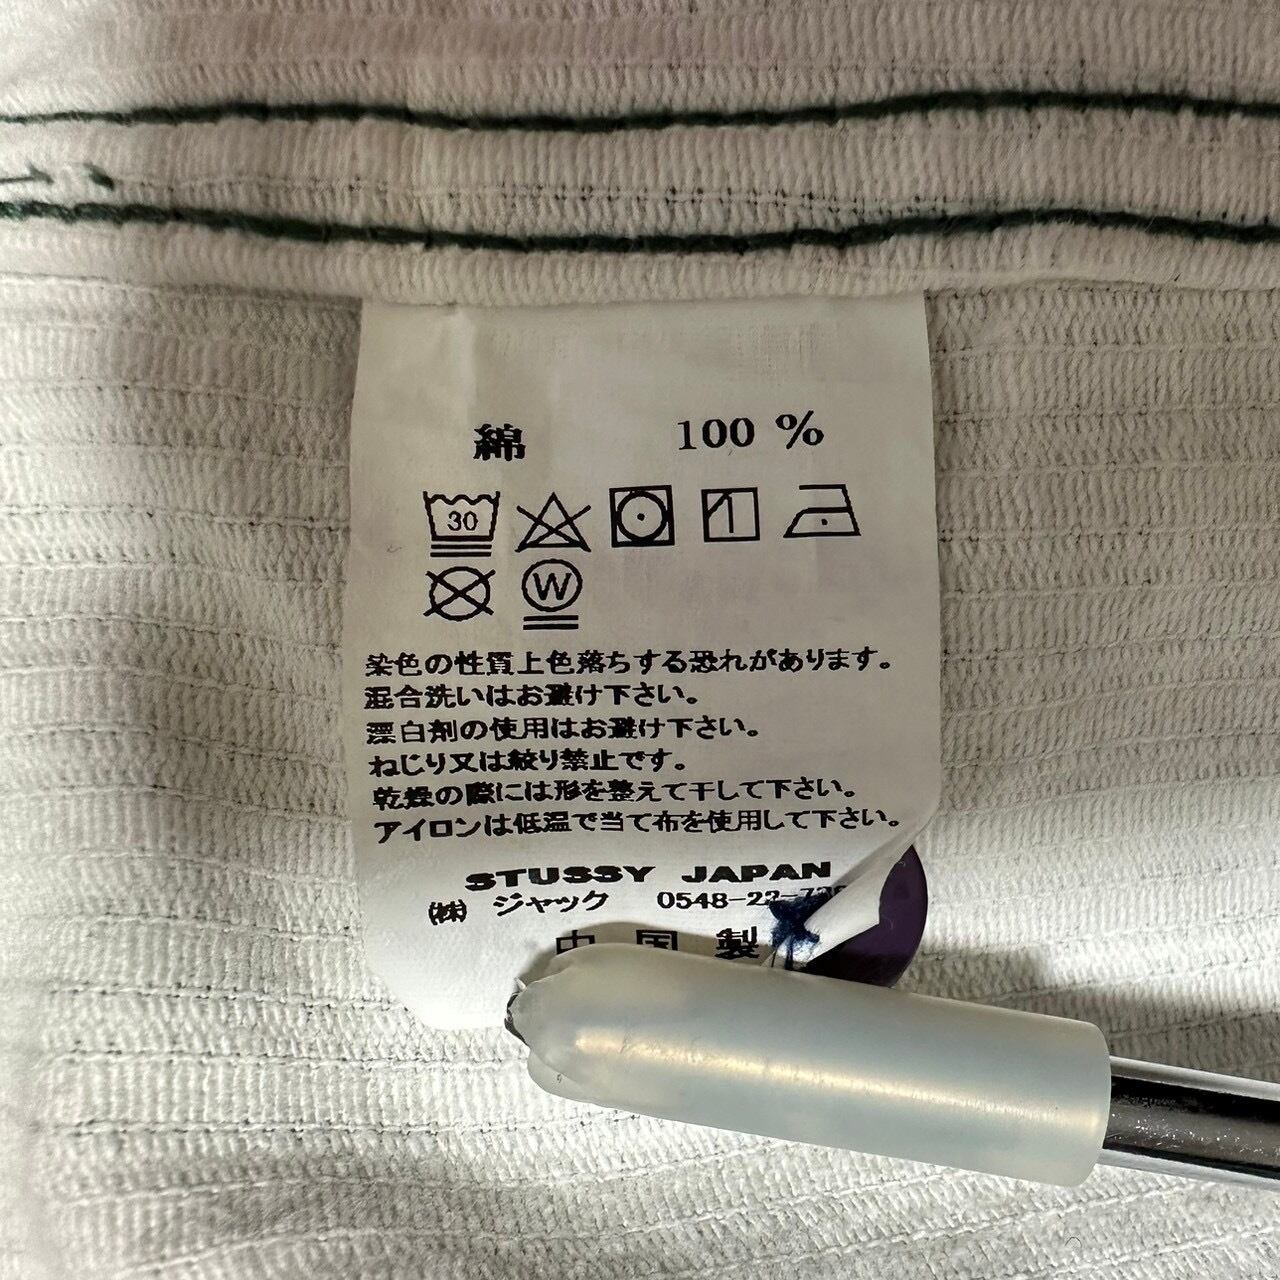 綿 100 %
30
W
染色の性質上色落ちする恐れがあります。
混合洗いはお避け下さい。
漂白剤の使用はお避け下さい。
ねじり又は絞り禁止です。
乾燥の際には形を整えて干して下さい。
アイロンは低温で当て布を使用して下さい。
STUSSY JAPAN
㈱ ジャック 0548-22-
中国製